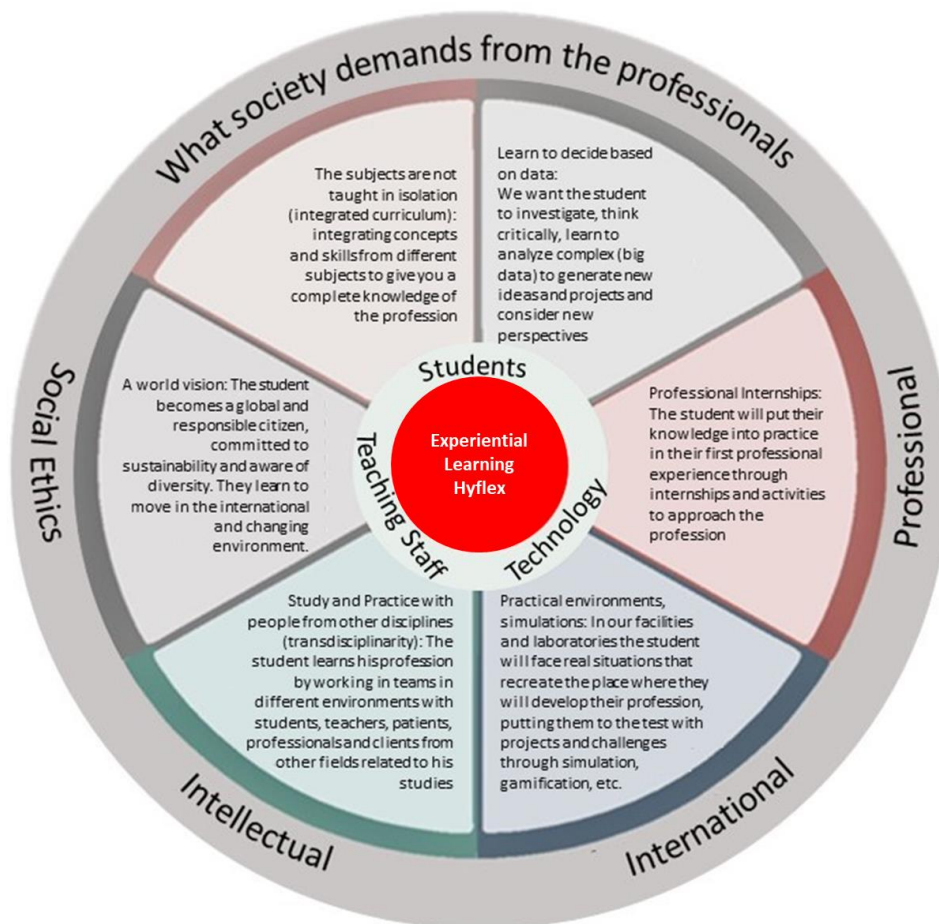 What society demands from the professionals
The subjects are not
taught in isolation
(integrated curriculum):
integrating concepts
and skillsfrom different
subjects to give you a
complete knowledge of
the profession
Learn to decide based
on data:
We want the student
to investigate, think
critically, learn to
analyze complex (big
data) to generate new
ideas and projects and
consider new
perspectives
Social Ethics
A world vision: The student
becomes a global and
responsible citizen,
committed to
sustainability and aware of
diversity. They learn to
move in the international
and changing
environment.
Students
Teaching Staff
Technology
Experiential
Learning
Hyflex
Professional Internships:
The student will put their
knowledge into practice
in their first professional
experience through
internships and activities
to approach the
profession
Professional
Study and Practice with
people from other disciplines
(transdisciplinarity): The
student learns his profession
by working in teams in
different environments with
students, teachers, patients,
professionals and clients from
other fields related to his
studies
Practical environments,
simulations: In our facilities
and laboratories the student
will face real situations that
recreate the place where they
will develop their profession,
putting them to the test with
projects and challenges
through simulation,
gamification, etc.
Intellectual
International